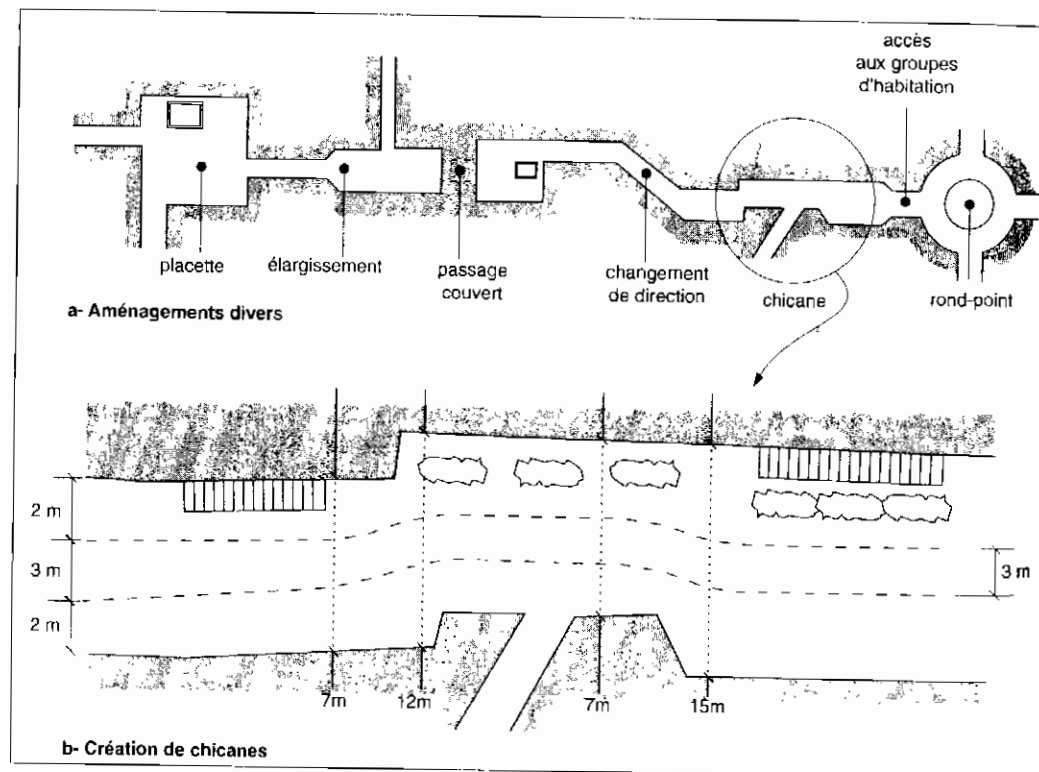 accès
aux groupes
d'habitation
placette
élargissement
passage
couvert
changement
de direction
chicane
rond-point
a- Aménagements divers
2 m
3 m
2 m
3 m
7m
12m
7m
15m
b- Création de chicanes